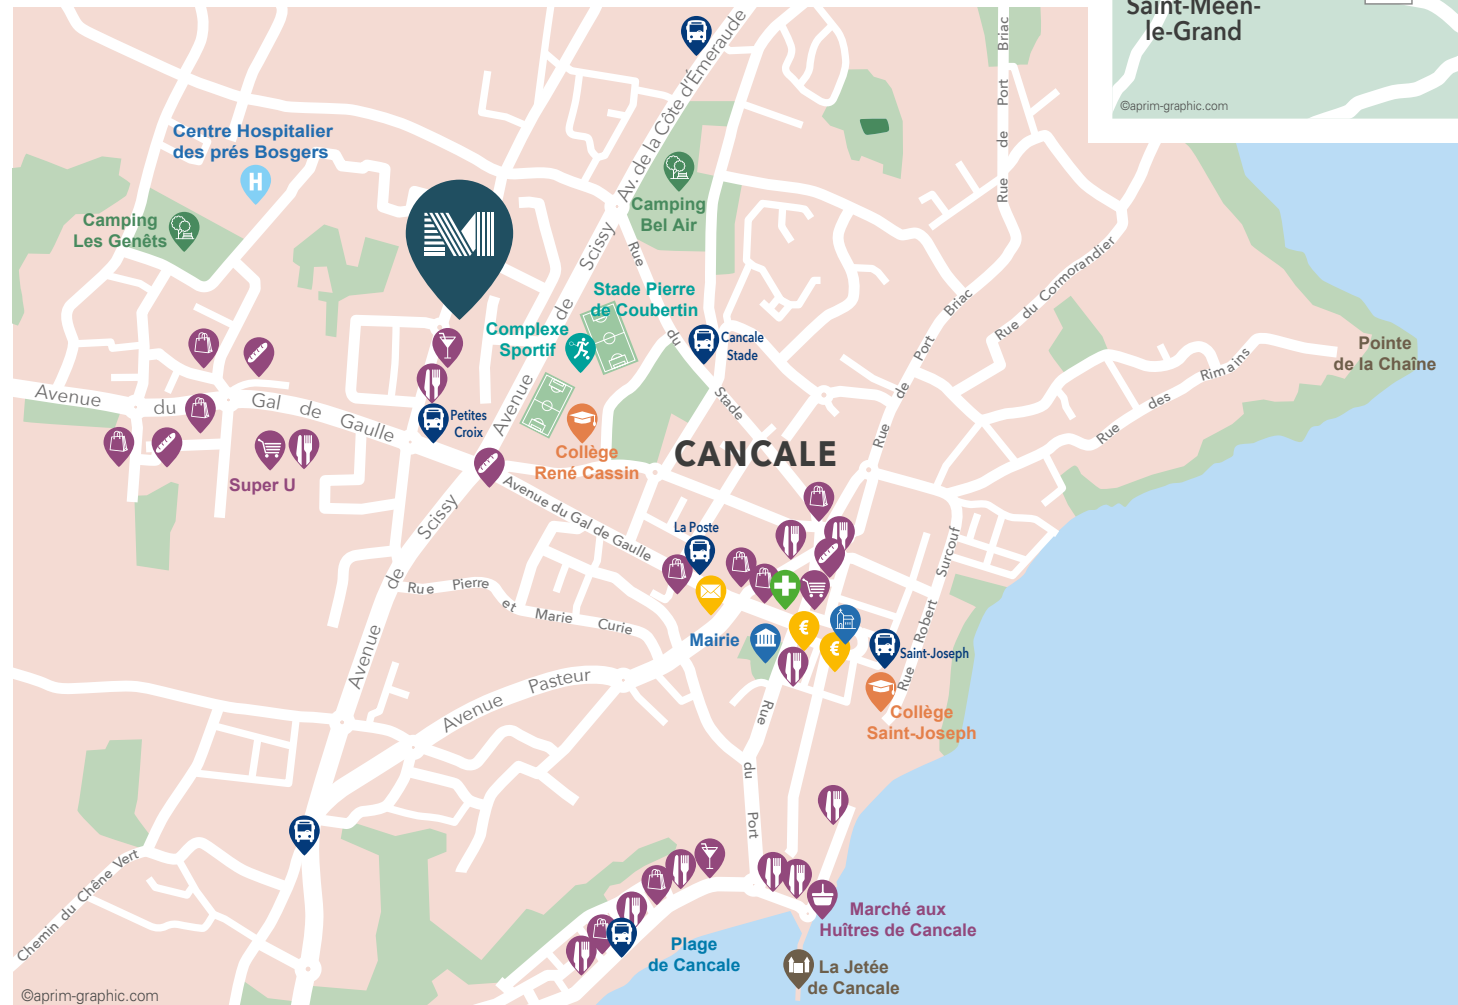 Saint-Méen-
le-Grand
©aprim-graphic.com
Centre Hospitalier
des prés Bosgers
H
Camping
Les Genêts
M
Av. de la Côte d'Émeraude
Camping
Bel Air
Rue de Port Briac
Rue du Cormorandier
Avenue de Scissy
Stade Pierre
de Coubertin
Complexe
Sportif
Cancale
Stade
Rue du Stade
Rue de Port Briac
Pointe
de la Chaîne
Rue des Rimains
Avenue du Gal de Gaulle
Petites
Croix
Collège
René Cassin
CANCALE
Super U
Avenue du Gal de Gaulle
La Poste
Rue Pierre et Marie Curie
Avenue de Scissy
Mairie
€
€
Saint-Joseph
Rue Robert Surcouf
Collège
Saint-Joseph
Avenue Pasteur
Rue du Port
Chemin du Chêne Vert
Marché aux
Huîtres de Cancale
Plage
de Cancale
La Jetée
de Cancale
©aprim-graphic.com